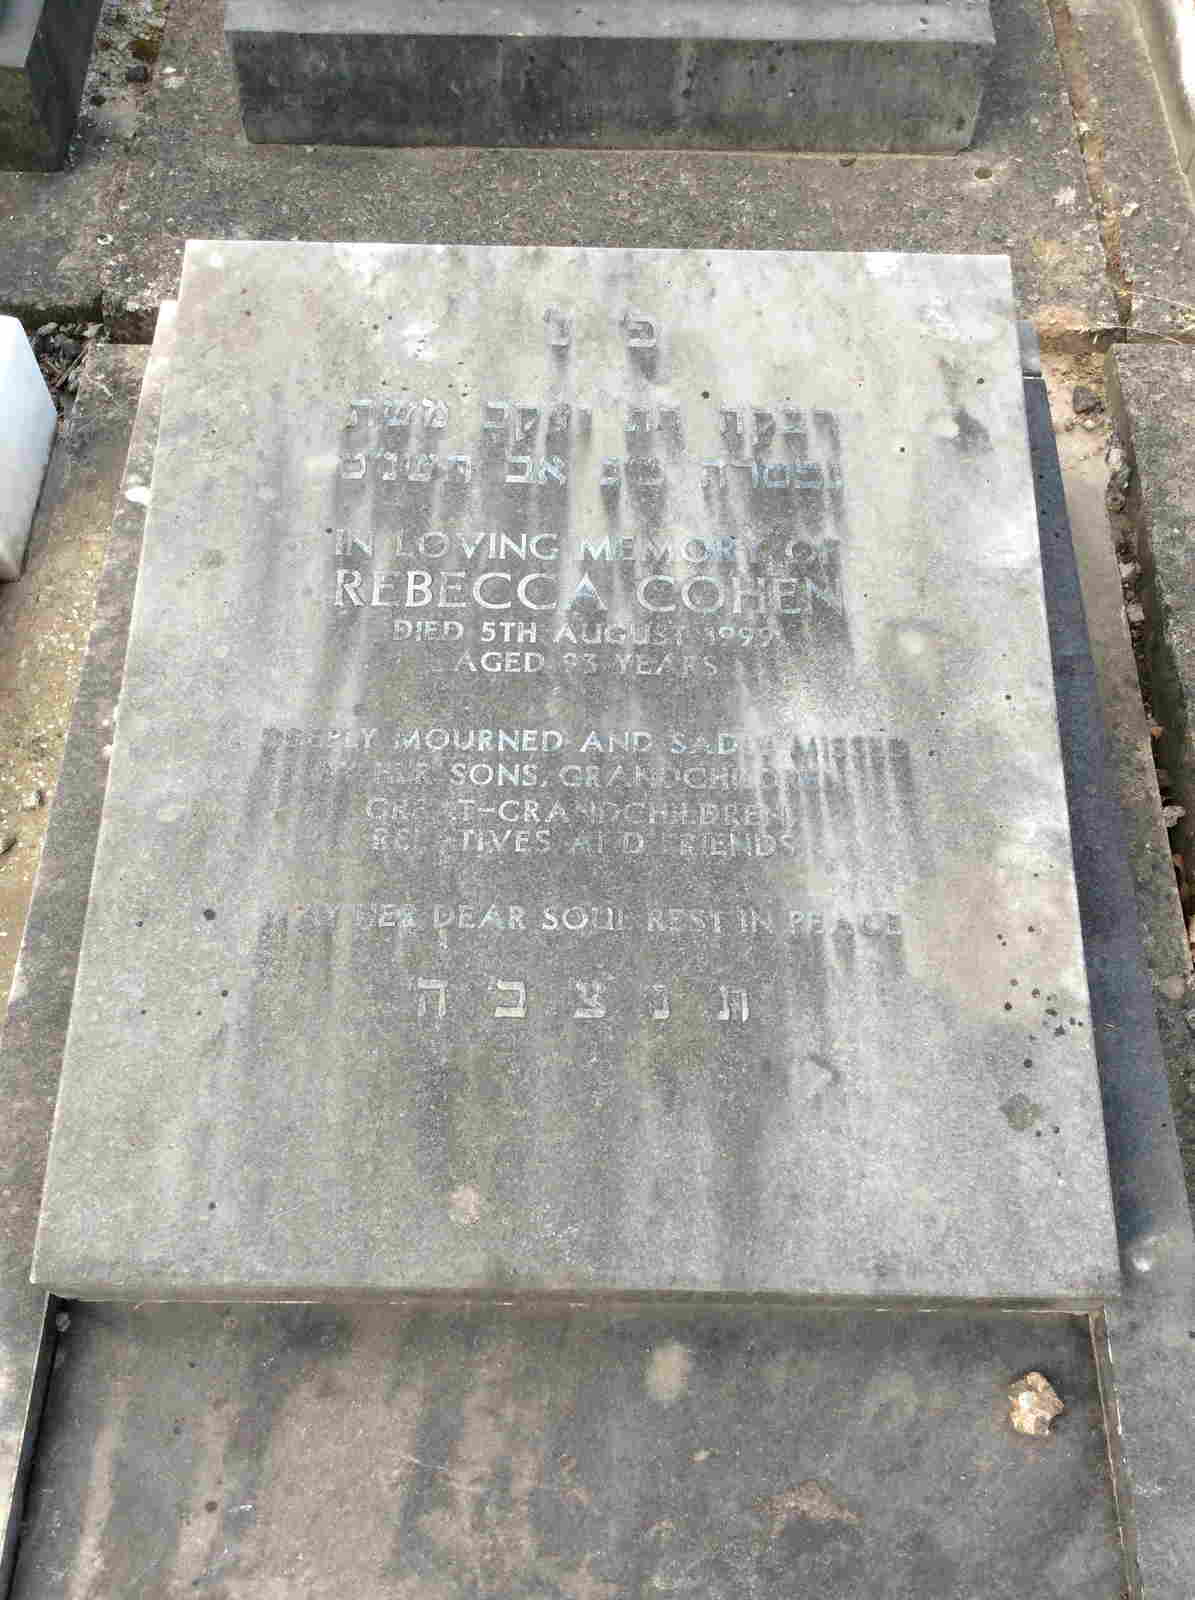 פ נ
רבקה בת יעקב משה
נפטרה כג אב תשנ״ט
IN LOVING MEMORY OF
REBECCA COHEN
DIED 5TH AUGUST 1999
AGED 93 YEARS
DEEPLY MOURNED AND SADLY MISSED
BY HER SONS, GRANDCHILDREN
GREAT-GRANDCHILDREN
RELATIVES AND FRIENDS
MAY HER DEAR SOUL REST IN PEACE
ת נ צ ב ה